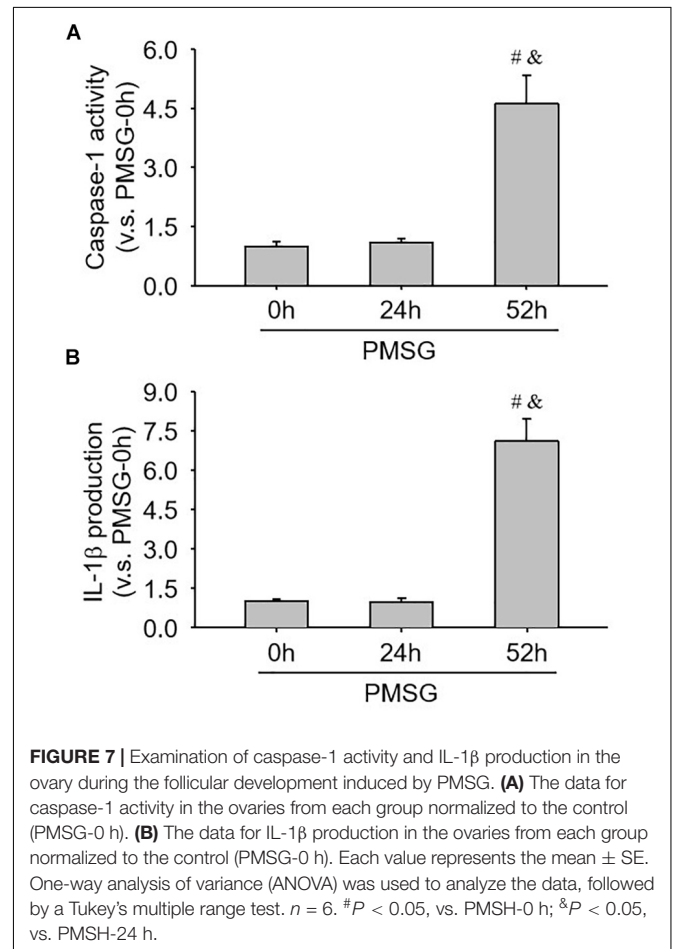 A
6.0
4.5
3.0
1.5
0.0
Caspase-1 activity
(v.s. PMSG-0h)
# &
0h 24h 52h
PMSG
B
9.0
7.5
6.0
4.5
3.0
1.5
0.0
IL-1β production
(v.s. PMSG-0h)
# &
0h 24h 52h
PMSG
FIGURE 7 | Examination of caspase-1 activity and IL-1β production in the
ovary during the follicular development induced by PMSG. (A) The data for
caspase-1 activity in the ovaries from each group normalized to the control
(PMSG-0 h). (B) The data for IL-1β production in the ovaries from each group
normalized to the control (PMSG-0 h). Each value represents the mean ± SE.
One-way analysis of variance (ANOVA) was used to analyze the data, followed
by a Tukey's multiple range test. n = 6. #P < 0.05, vs. PMSH-0 h; &P < 0.05,
vs. PMSH-24 h.